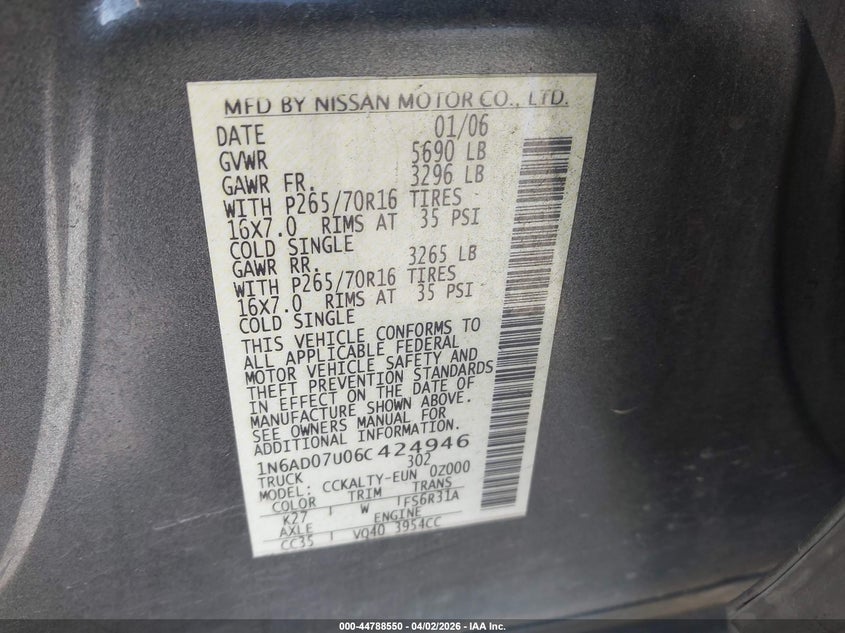 MFD BY NISSAN MOTOR CO., LTD.
DATE 01/06
GVWR 5690 LB
GAWR FR. 3296 LB
WITH P265/70R16 TIRES
16X7.0 RIMS AT 35 PSI
COLD SINGLE
GAWR RR. 3265 LB
WITH P265/70R16 TIRES
16X7.0 RIMS AT 35 PSI
COLD SINGLE
THIS VEHICLE CONFORMS TO
ALL APPLICABLE FEDERAL
MOTOR VEHICLE SAFETY AND
THEFT PREVENTION STANDARDS
IN EFFECT ON THE DATE OF
MANUFACTURE SHOWN ABOVE.
SEE OWNERS MANUAL FOR
ADDITIONAL INFORMATION.
1N6AD07U06C424946
TRUCK 302
MODEL: CCKALTY-EUN 0Z000
COLOR TRIM TRANS
K27 W FS6R31A
AXLE ENGINE
CC35 VQ40 3954CC
000-44788550 - 04/02/2026 - IAA Inc.